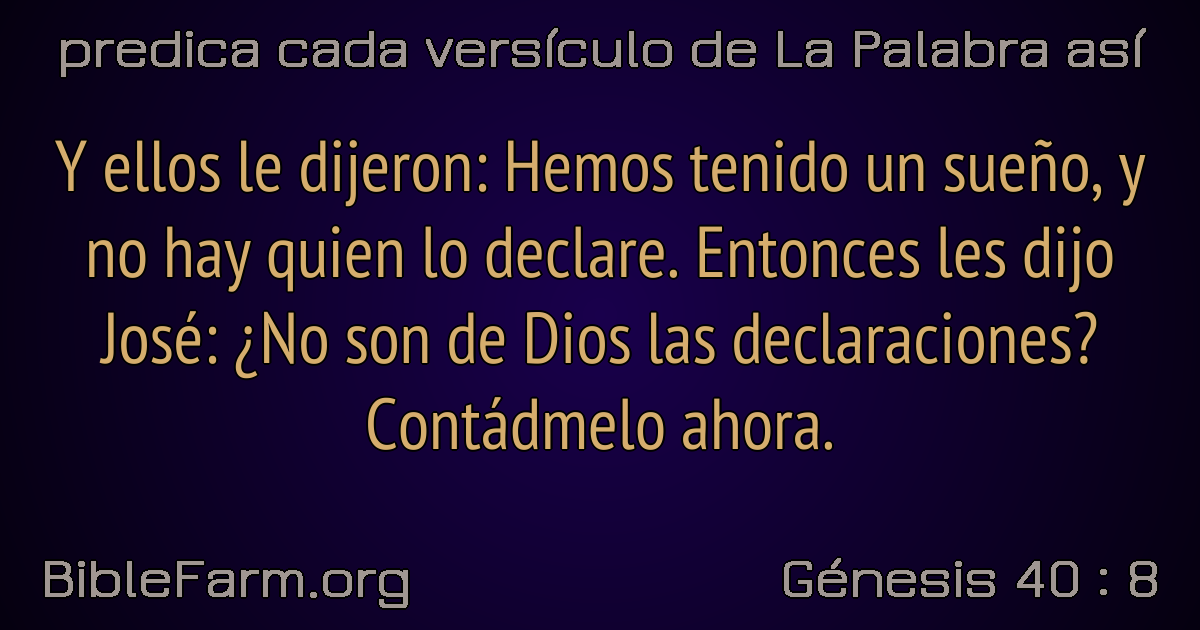 predica cada versículo de La Palabra así
Y ellos le dijeron: Hemos tenido un sueño, y
no hay quien lo declare. Entonces les dijo
José: ¿No son de Dios las declaraciones?
Contádmelo ahora.
BibleFarm.org
Génesis 40 : 8